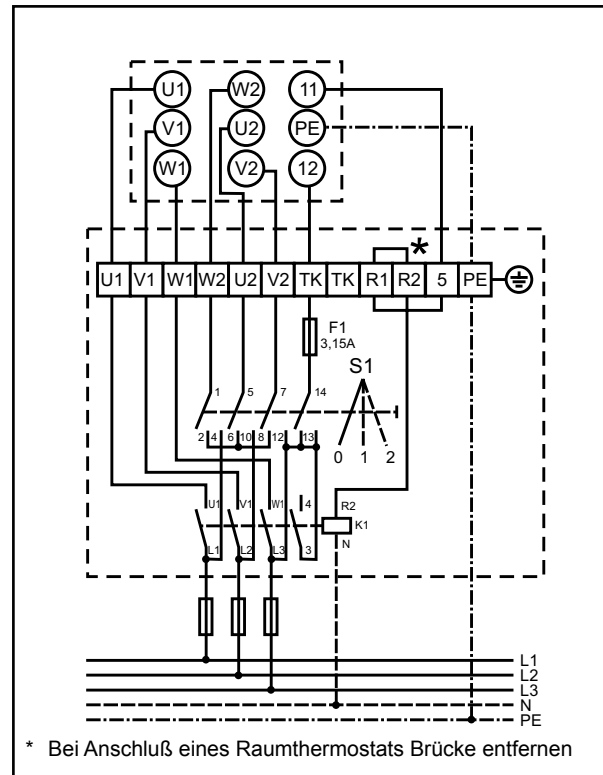 U1 W2 11
V1 U2 PE
W1 V2 12
*
U1 V1 W1 W2 U2 V2 TK TK R1 R2 5 PE
F1
3,15A
S1
1 5 7 14
2 4 6 10 8 12 13
0 1 2
U1 V1 W1 4 R2
K1
L1 L2 L3 3 N
L1
L2
L3
N
PE
* Bei Anschluß eines Raumthermostats Brücke entfernen